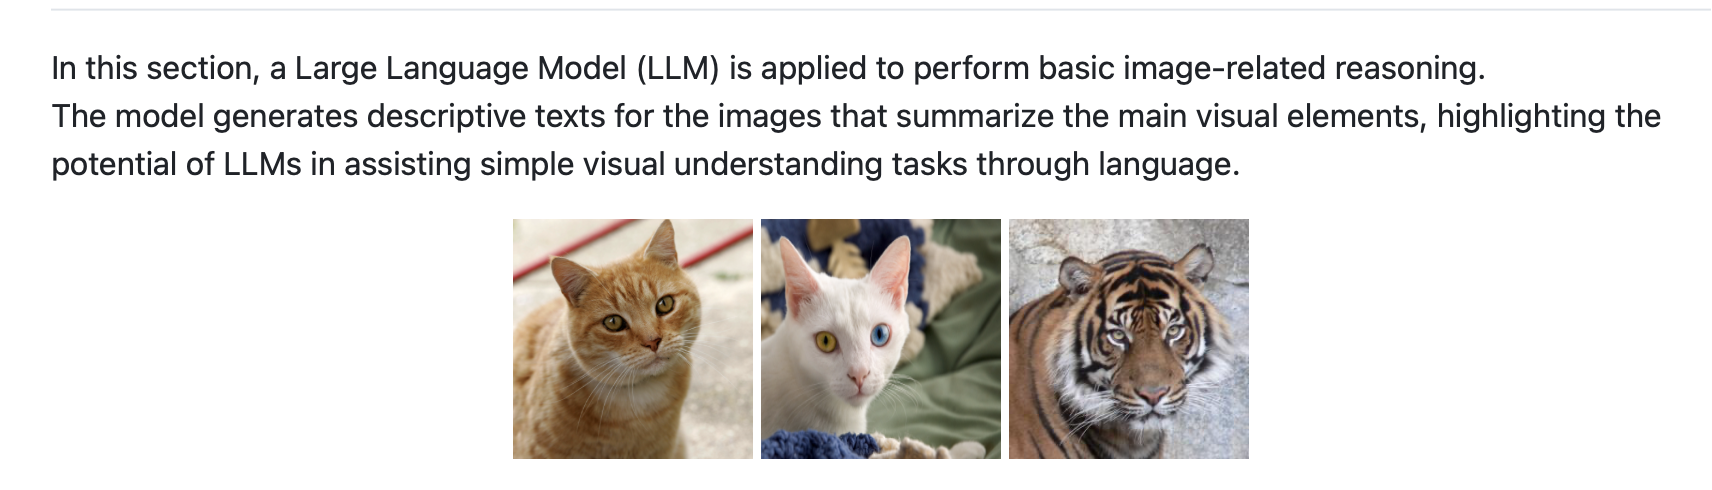 In this section, a Large Language Model (LLM) is applied to perform basic image-related reasoning.
The model generates descriptive texts for the images that summarize the main visual elements, highlighting the
potential of LLMs in assisting simple visual understanding tasks through language.